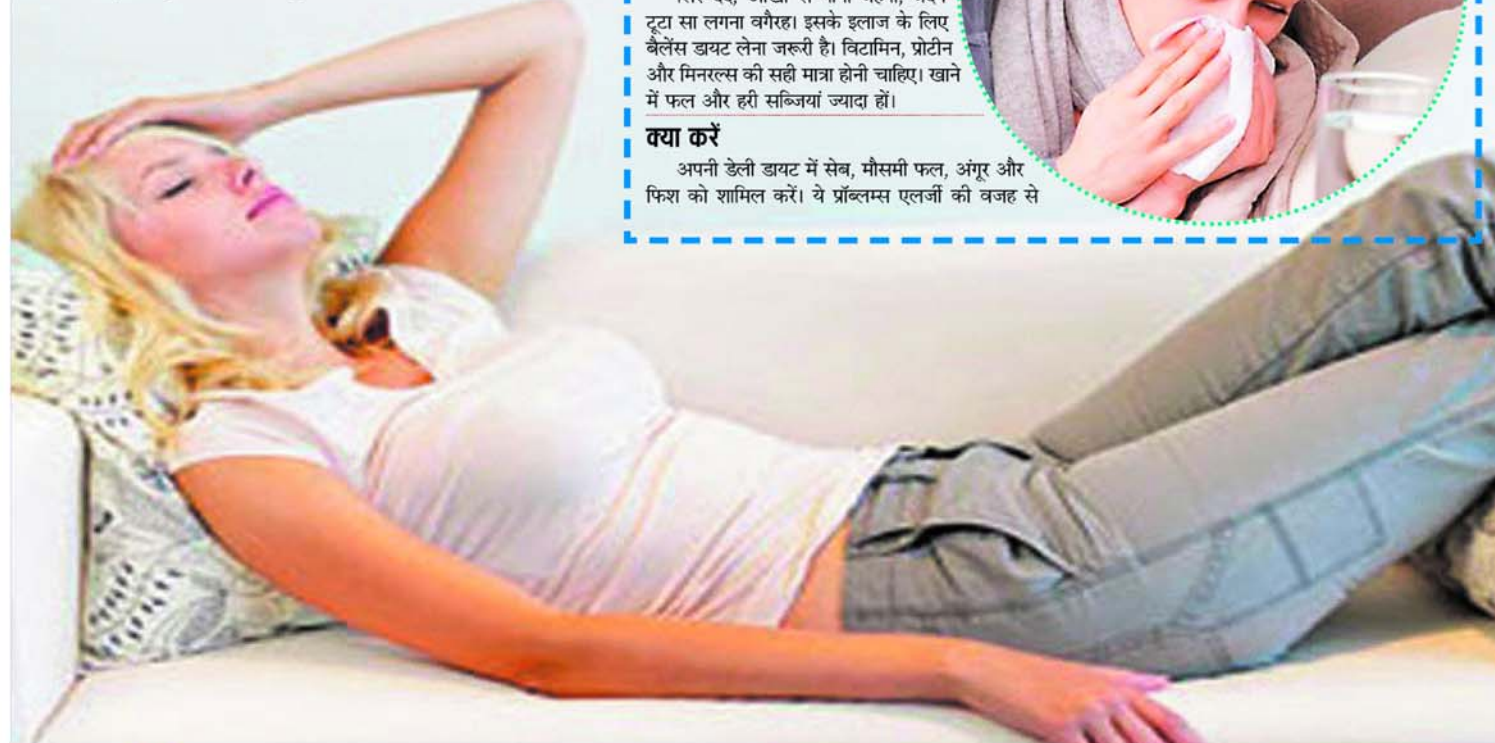 टूटा सा लगना वगैरह। इसके इलाज के लिए
बैलेंस डायट लेना जरूरी है। विटामिन, प्रोटीन
और मिनरल्स की सही मात्रा होनी चाहिए। खाने
में फल और हरी सब्जियां ज्यादा हों।
क्या करें
अपनी डेली डायट में सेब, मौसमी फल, अंगूर और
फिश को शामिल करें। ये प्रॉब्लम्स एलर्जी की वजह से